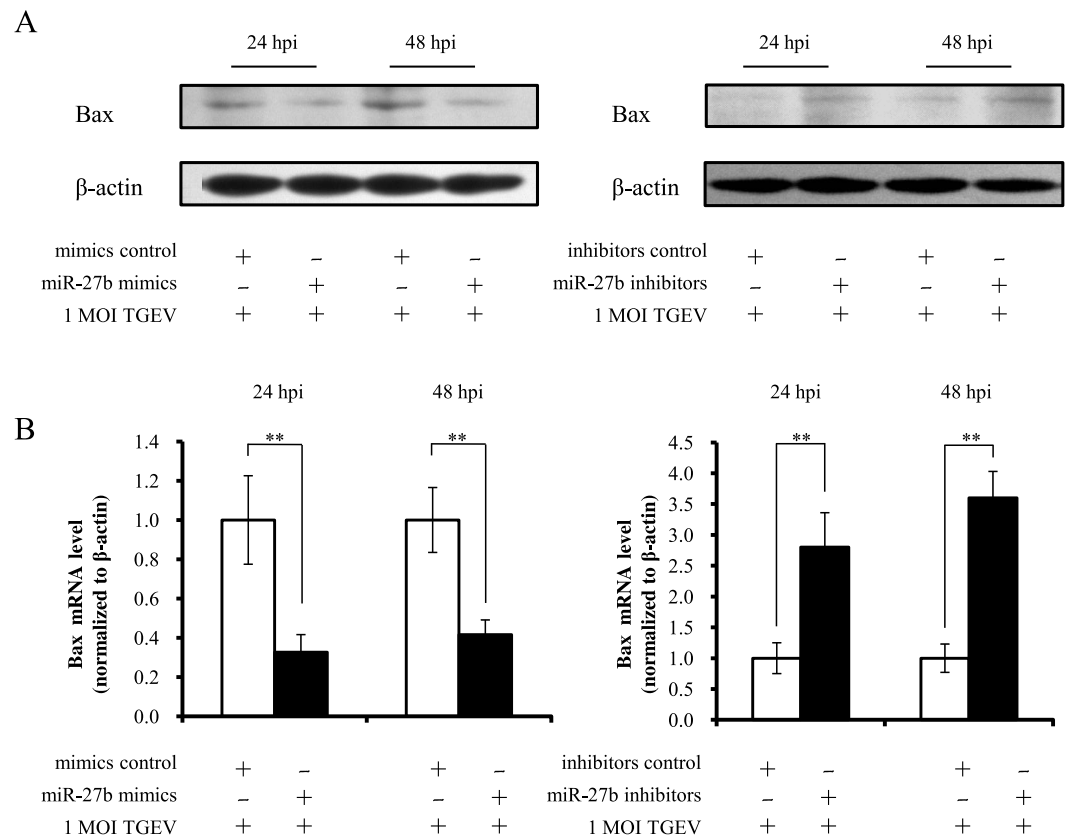 A
24 hpi 48 hpi
Bax
β-actin
mimics control + – + –
miR-27b mimics – + – +
1 MOI TGEV + + + +
24 hpi 48 hpi
Bax
β-actin
inhibitors control + – + –
miR-27b inhibitors – + – +
1 MOI TGEV + + + +
B
24 hpi 48 hpi
** **
Bax mRNA level
(normalized to β-actin)
1.4
1.2
1.0
0.8
0.6
0.4
0.2
0.0
mimics control + – + –
miR-27b mimics – + – +
1 MOI TGEV + + + +
24 hpi 48 hpi
** **
Bax mRNA level
(normalized to β-actin)
4.5
4.0
3.5
3.0
2.5
2.0
1.5
1.0
0.5
0.0
inhibitors control + – + –
miR-27b inhibitors – + – +
1 MOI TGEV + + + +